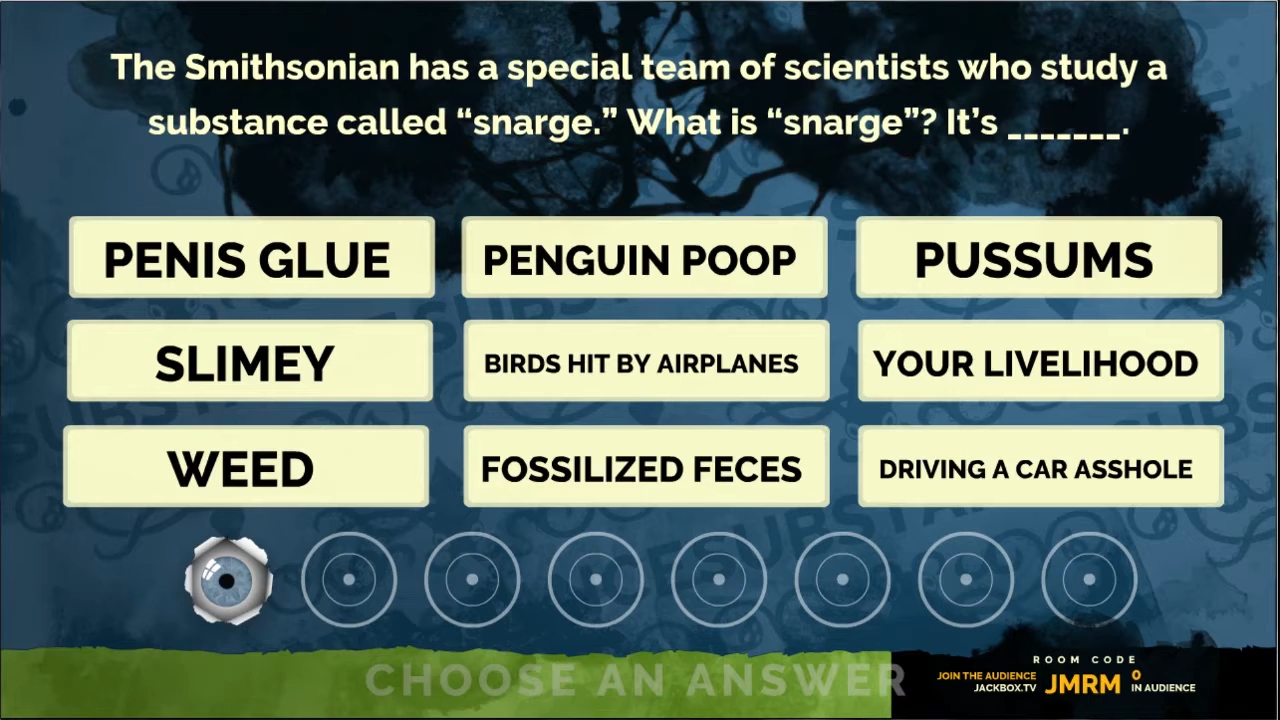 The Smithsonian has a special team of scientists who study a
substance called “snarge.” What is “snarge”? It’s _______.
PENIS GLUE
PENGUIN POOP
PUSSUMS
SLIMEY
BIRDS HIT BY AIRPLANES
YOUR LIVELIHOOD
WEED
FOSSILIZED FECES
DRIVING A CAR ASSHOLE
CHOOSE AN ANSWER
ROOM CODE
JOIN THE AUDIENCE
JACKBOX.TV
JMRM
0
IN AUDIENCE